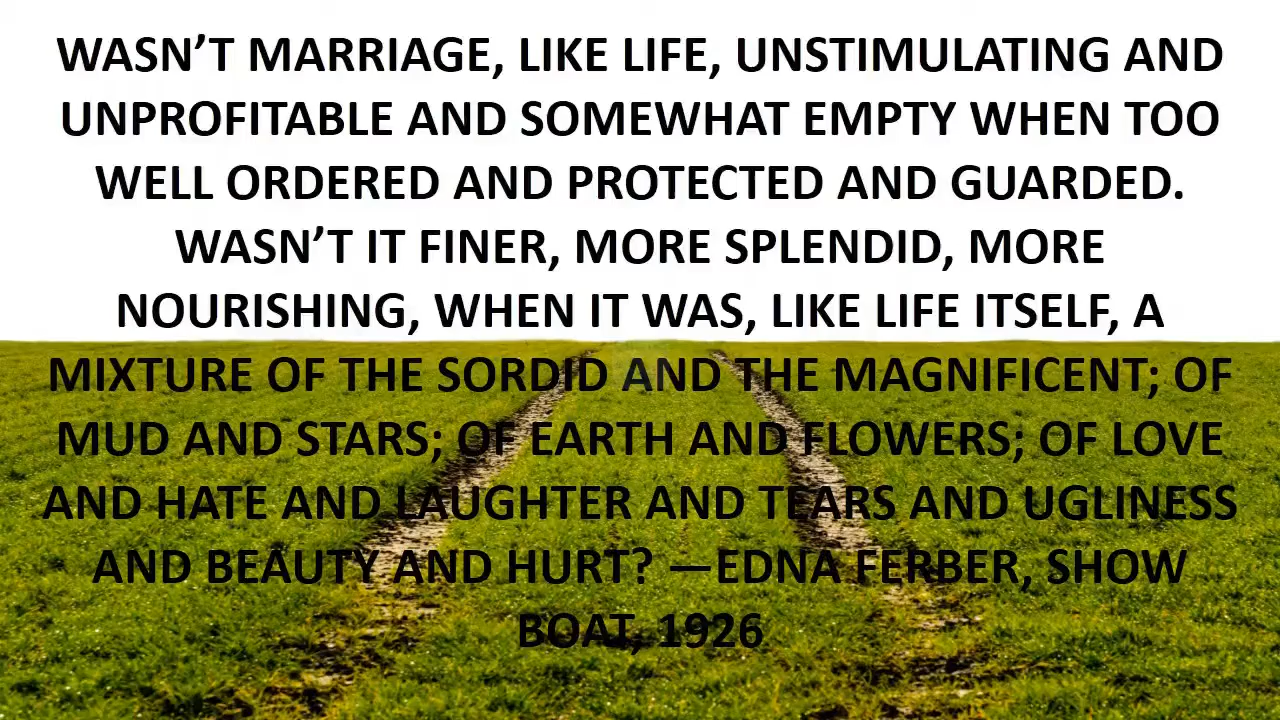 WASN’T MARRIAGE, LIKE LIFE, UNSTIMULATING AND
UNPROFITABLE AND SOMEWHAT EMPTY WHEN TOO
WELL ORDERED AND PROTECTED AND GUARDED.
WASN’T IT FINER, MORE SPLENDID, MORE
NOURISHING, WHEN IT WAS, LIKE LIFE ITSELF, A
MIXTURE OF THE SORDID AND THE MAGNIFICENT; OF
MUD AND STARS; OF EARTH AND FLOWERS; OF LOVE
AND HATE AND LAUGHTER AND TEARS AND UGLINESS
AND BEAUTY AND HURT? —EDNA FERBER, SHOW
BOAT, 1926